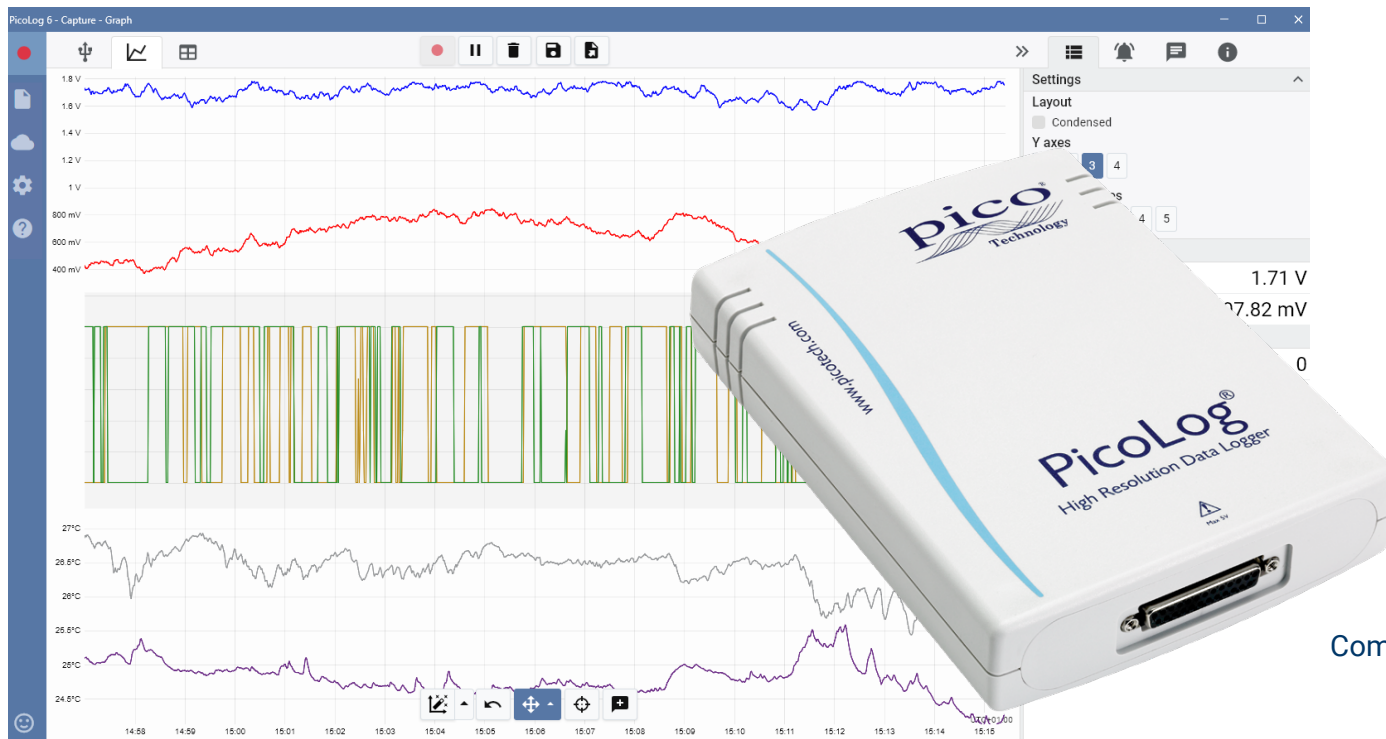 PicoLog 6 - Capture - Graph
Settings
Layout
Condensed
Y axes
3 4
4 5
1.71 V
07.82 mV
0
1.8 V
1.6 V
1.4 V
1.2 V
1 V
800 mV
600 mV
400 mV
27°C
26.5°C
26°C
25.5°C
25°C
24.5°C
14:58 14:59 15:00 15:01 15:02 15:03 15:04 15:05 15:06 15:07 15:08 15:09 15:10 15:11 15:12 15:13 15:14 15:15
pico®
Technology
www.picotech.com
PicoLog®
High Resolution Data Logger
Max 5V
Com